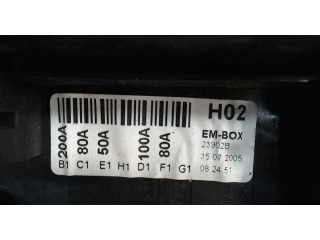 H02
EM-BOX
23902B
15 07 2005
08 24 51
200A 80A 50A 100A 80A
B1 C1 E1 H1 D1 F1 G1